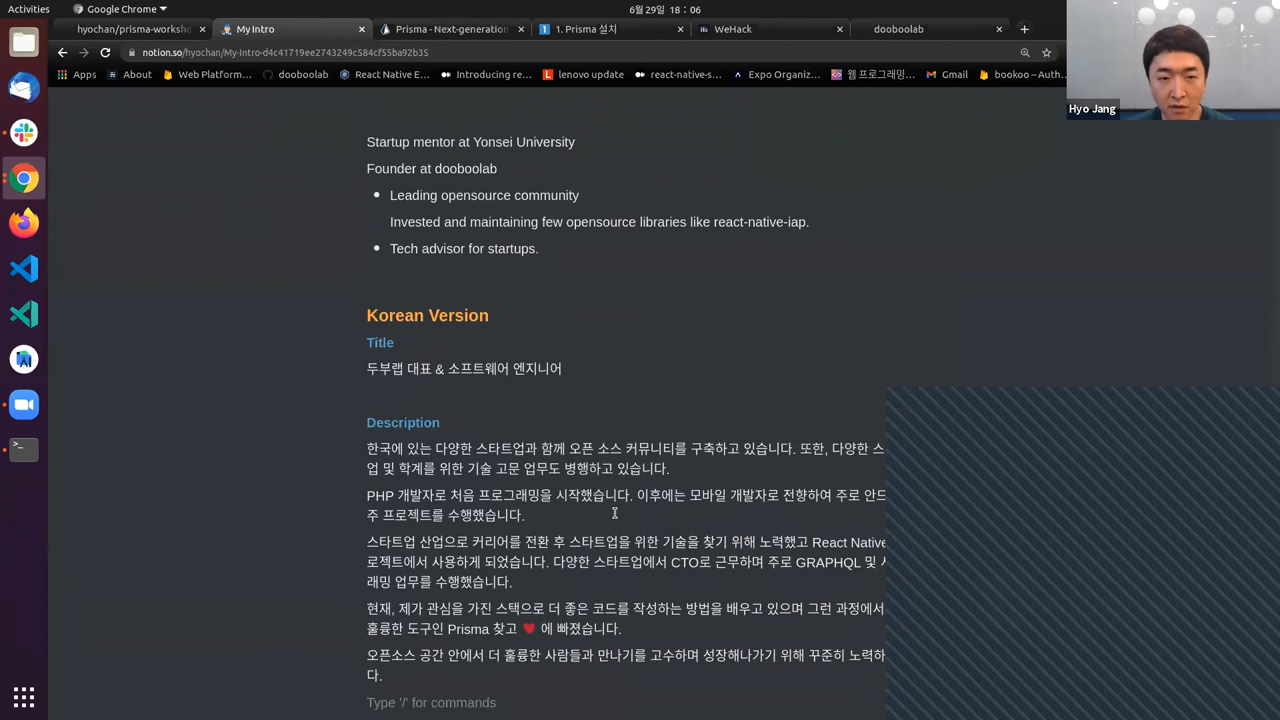 Activities
Google Chrome
6월 29일 18 : 06
hyochan/prisma-worksho
My Intro
Prisma - Next-generation
1. Prisma 설치
WeHack
dooboolab
notion.so/hyochan/My-Intro-d4c41719ee2743249c584cf55ba92b35
Apps
About
Web Platform...
dooboolab
React Native E...
Introducing re...
lenovo update
react-native-s...
Expo Organiz...
웹 프로그래밍...
Gmail
bookoo – Auth...
Hyo Jang
Startup mentor at Yonsei University
Founder at dooboolab
Leading opensource community
Invested and maintaining few opensource libraries like react-native-iap.
Tech advisor for startups.
Korean Version
Title
두부랩 대표 & 소프트웨어 엔지니어
Description
한국에 있는 다양한 스타트업과 함께 오픈 소스 커뮤니티를 구축하고 있습니다. 또한, 다양한 스
업 및 학계를 위한 기술 고문 업무도 병행하고 있습니다.
PHP 개발자로 처음 프로그래밍을 시작했습니다. 이후에는 모바일 개발자로 전향하여 주로 안드
주 프로젝트를 수행했습니다.
스타트업 산업으로 커리어를 전환 후 스타트업을 위한 기술을 찾기 위해 노력했고 React Native
로젝트에서 사용하게 되었습니다. 다양한 스타트업에서 CTO로 근무하며 주로 GRAPHQL 및
래밍 업무를 수행했습니다.
현재, 제가 관심을 가진 스택으로 더 좋은 코드를 작성하는 방법을 배우고 있으며 그런 과정에서
훌륭한 도구인 Prisma 찾고 ❤️ 에 빠졌습니다.
오픈소스 공간 안에서 더 훌륭한 사람들과 만나기를 고수하며 성장해나가기 위해 꾸준히 노력하
다.
Type '/' for commands